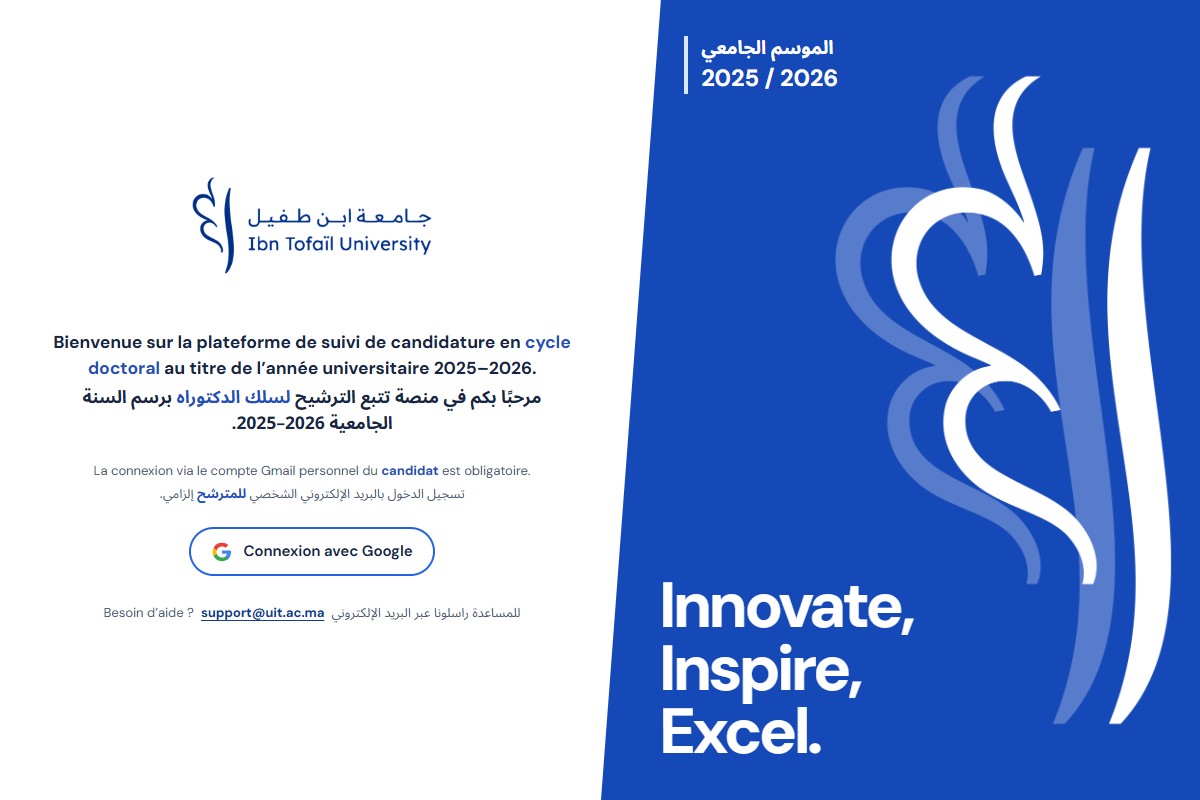 جـامـعـة ابـن طـفـيـل
Ibn Tofaïl University
Bienvenue sur la plateforme de suivi de candidature en cycle
doctoral au titre de l’année universitaire 2025–2026.
مرحبًا بكم في منصة تتبع الترشيح لسلك الدكتوراه برسم السنة
الجامعية 2026-2025.
La connexion via le compte Gmail personnel du candidat est obligatoire.
تسجيل الدخول بالبريد الإلكتروني الشخصي للمترشح إلزامي.
Connexion avec Google
Besoin d’aide ? support@uit.ac.ma للمساعدة راسلونا عبر البريد الإلكتروني
الموسم الجامعي
2025 / 2026
Innovate,
Inspire,
Excel.